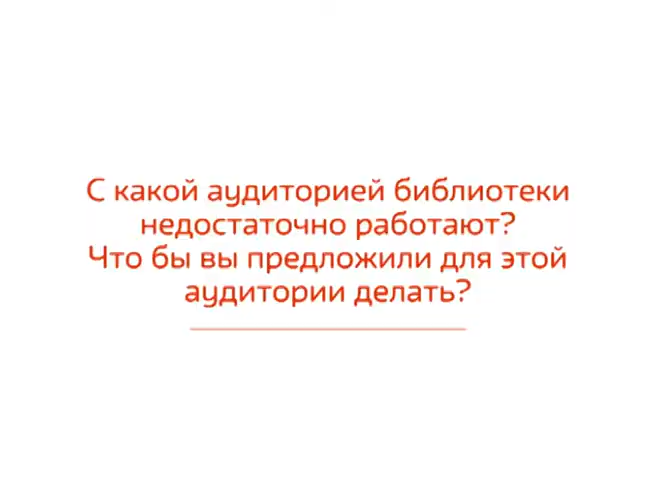 С какой аудиторией библиотеки
недостаточно работают?
Что бы вы предложили для этой
аудитории делать?